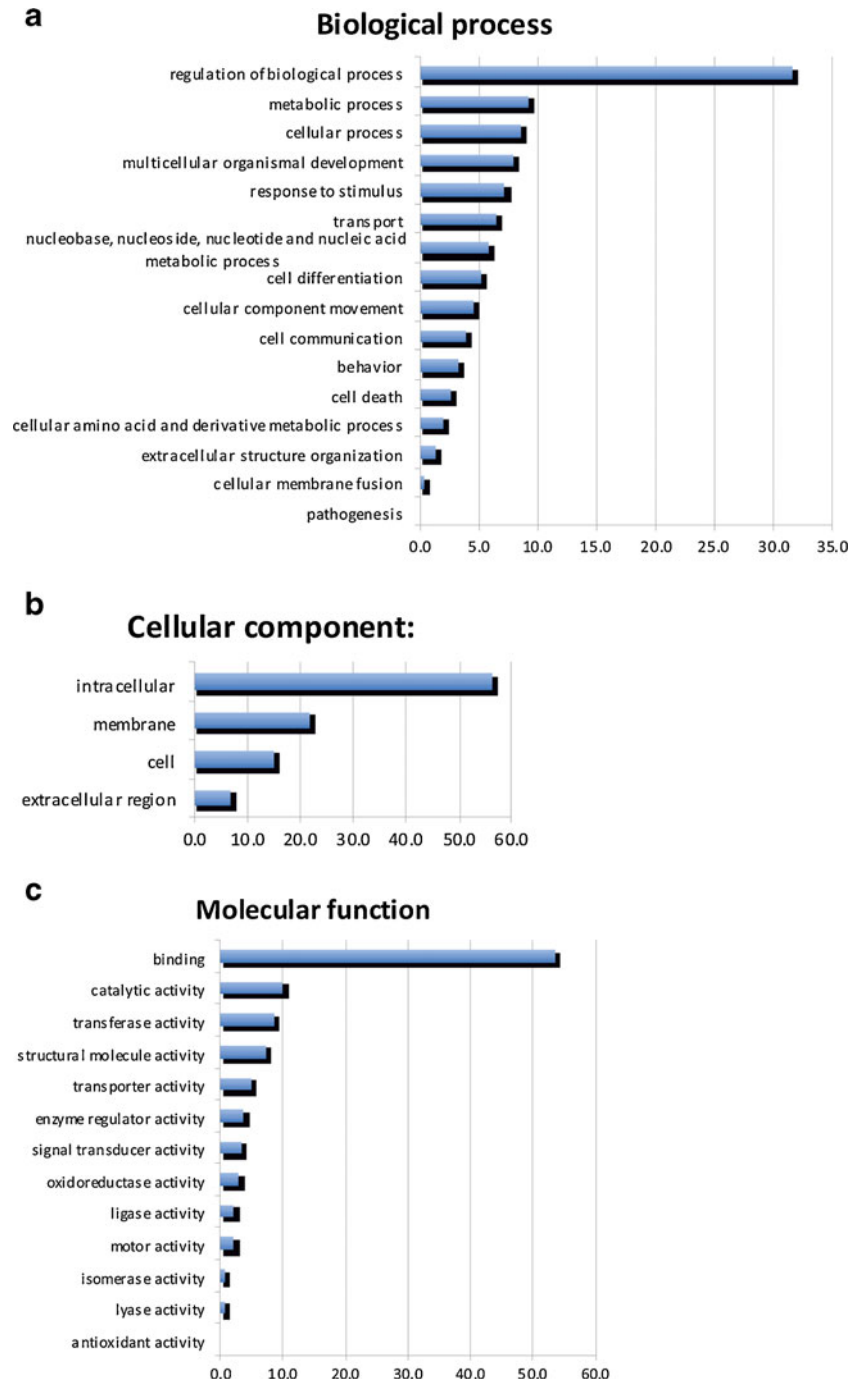 a
Biological process
regulation of biological process
metabolic process
cellular process
multicellular organismal development
response to stimulus
transport
nucleobase, nucleoside, nucleotide and nucleic acid
metabolic process
cell differentiation
cellular component movement
cell communication
behavior
cell death
cellular amino acid and derivative metabolic process
extracellular structure organization
cellular membrane fusion
pathogenesis
0.0 5.0 10.0 15.0 20.0 25.0 30.0 35.0
b
Cellular component:
intracellular
membrane
cell
extracellular region
0.0 10.0 20.0 30.0 40.0 50.0 60.0
c
Molecular function
binding
catalytic activity
transferase activity
structural molecule activity
transporter activity
enzyme regulator activity
signal transducer activity
oxidoreductase activity
ligase activity
motor activity
isomerase activity
lyase activity
antioxidant activity
0.0 10.0 20.0 30.0 40.0 50.0 60.0